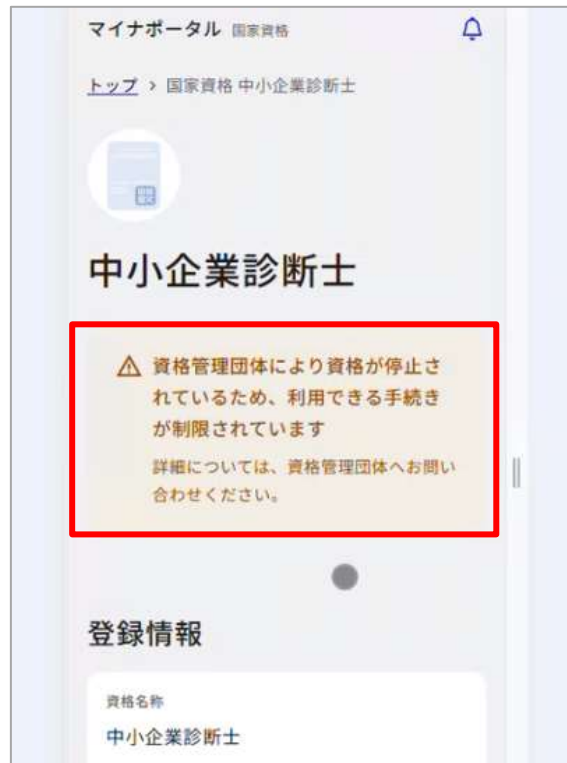 マイナポータル 国家資格
トップ › 国家資格 中小企業診断士
中小企業診断士
資格管理団体により資格が停止さ
れているため、利用できる手続き
が制限されています
詳細については、資格管理団体へお問い
合わせください。
登録情報
資格名称
中小企業診断士